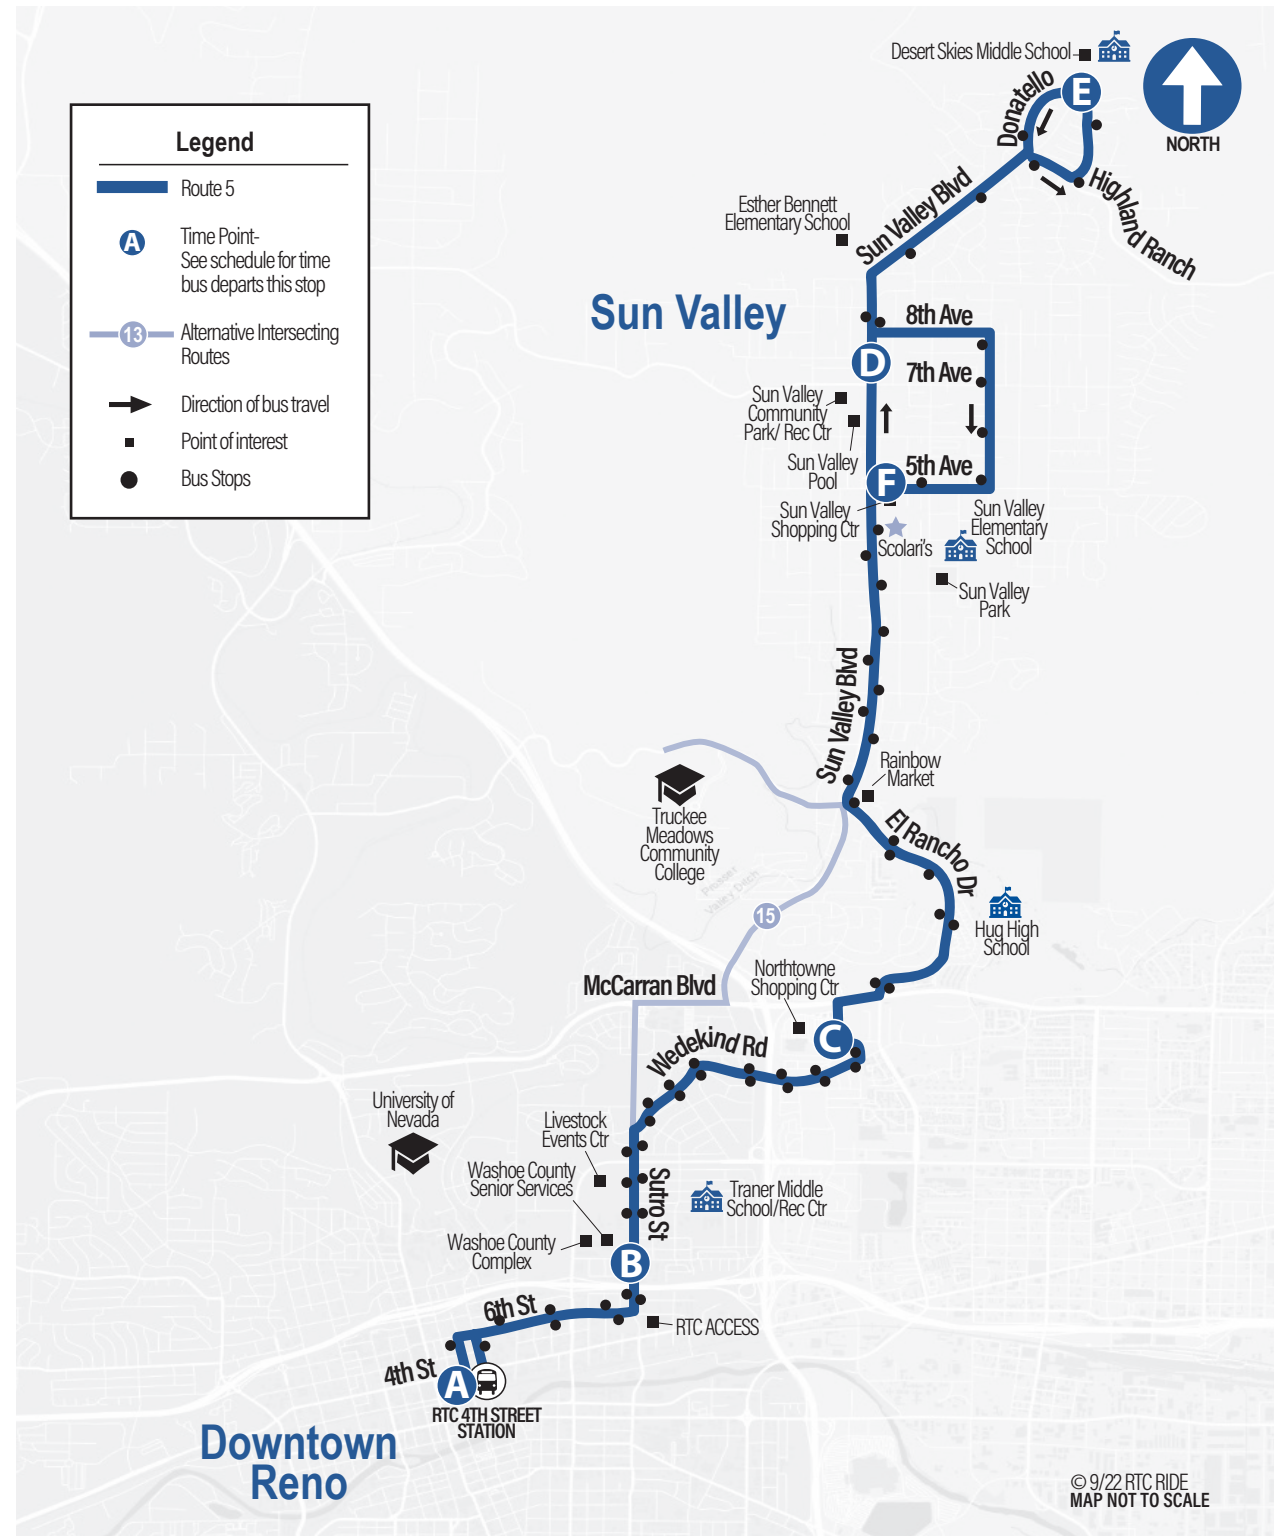 Desert Skies Middle School
E
Donatello
NORTH
Highland Ranch
Legend
Route 5
A
Time Point-
See schedule for time
bus departs this stop
13
Alternative Intersecting
Routes
Direction of bus travel
Point of interest
Bus Stops
Esther Bennett
Elementary School
Sun Valley Blvd
Sun Valley
8th Ave
D
7th Ave
Sun Valley
Community
Park/ Rec Ctr
Sun Valley
Pool
5th Ave
F
Sun Valley
Shopping Ctr
Scolari's
Sun Valley
Elementary
School
Sun Valley
Park
Sun Valley Blvd
Rainbow
Market
El Rancho Dr
Truckee
Meadows
Community
College
Prosser
Valley Ditch
15
Hug High
School
McCarran Blvd
Northtowne
Shopping Ctr
C
Wedekind Rd
University of
Nevada
Livestock
Events Ctr
Washoe County
Senior Services
Sutro St
Traner Middle
School/Rec Ctr
Washoe County
Complex
B
6th St
RTC ACCESS
4th St
A
RTC 4TH STREET
STATION
Downtown
Reno
© 9/22 RTC RIDE
MAP NOT TO SCALE